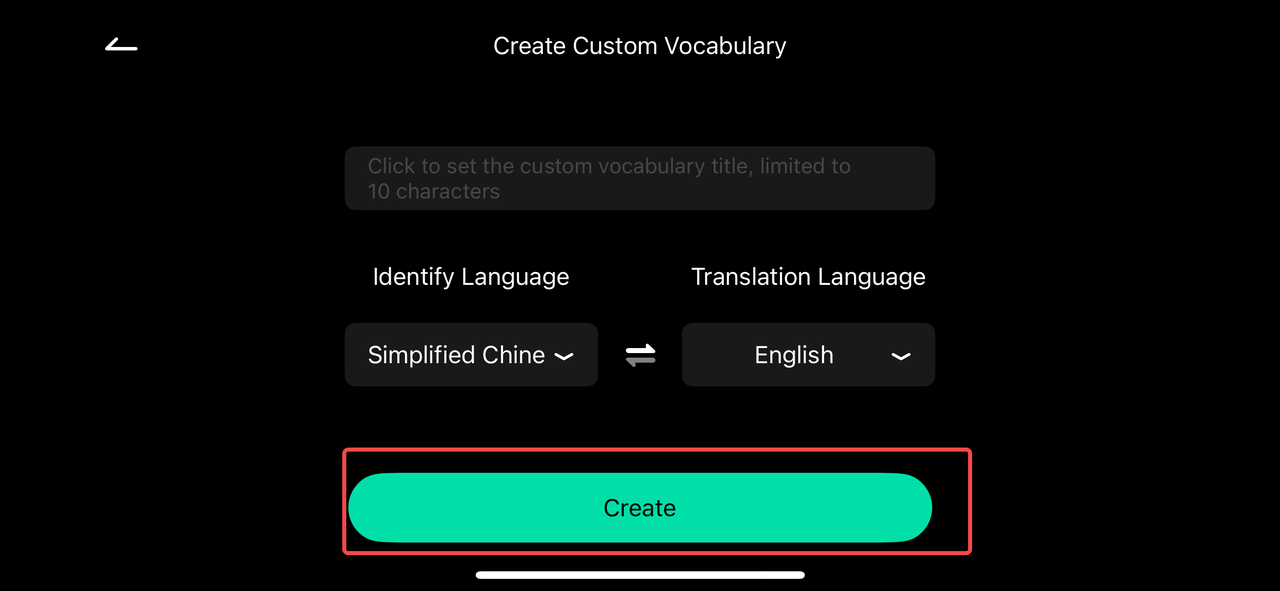 Create Custom Vocabulary
Click to set the custom vocabulary title, limited to
10 characters
Identify Language
Translation Language
Simplified Chine
English
Create